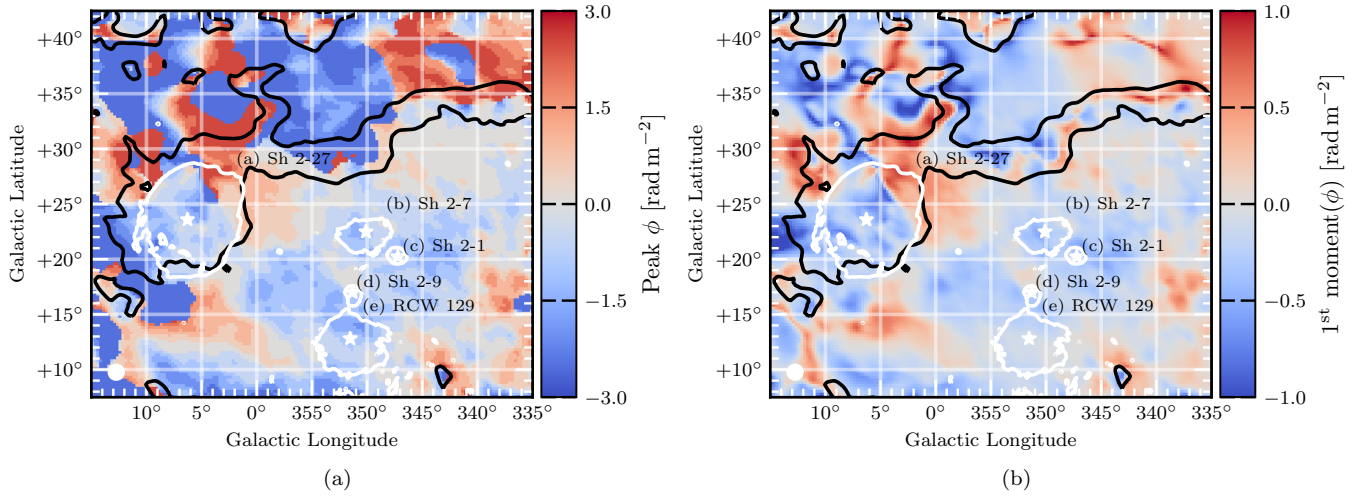 +40°
+35°
+30°
+25°
+20°
+15°
+10°
Galactic Latitude
10°
5°
0°
355°
350°
345°
340°
335°
Galactic Longitude
(a) Sh 2-27
(b) Sh 2-7
(c) Sh 2-1
(d) Sh 2-9
(e) RCW 129
3.0
1.5
0.0
−1.5
−3.0
Peak ϕ [rad m⁻²]
(a)
+40°
+35°
+30°
+25°
+20°
+15°
+10°
Galactic Latitude
10°
5°
0°
355°
350°
345°
340°
335°
Galactic Longitude
(a) Sh 2-27
(b) Sh 2-7
(c) Sh 2-1
(d) Sh 2-9
(e) RCW 129
1.0
0.5
0.0
−0.5
−1.0
1ˢᵗ moment(ϕ) [rad m⁻²]
(b)